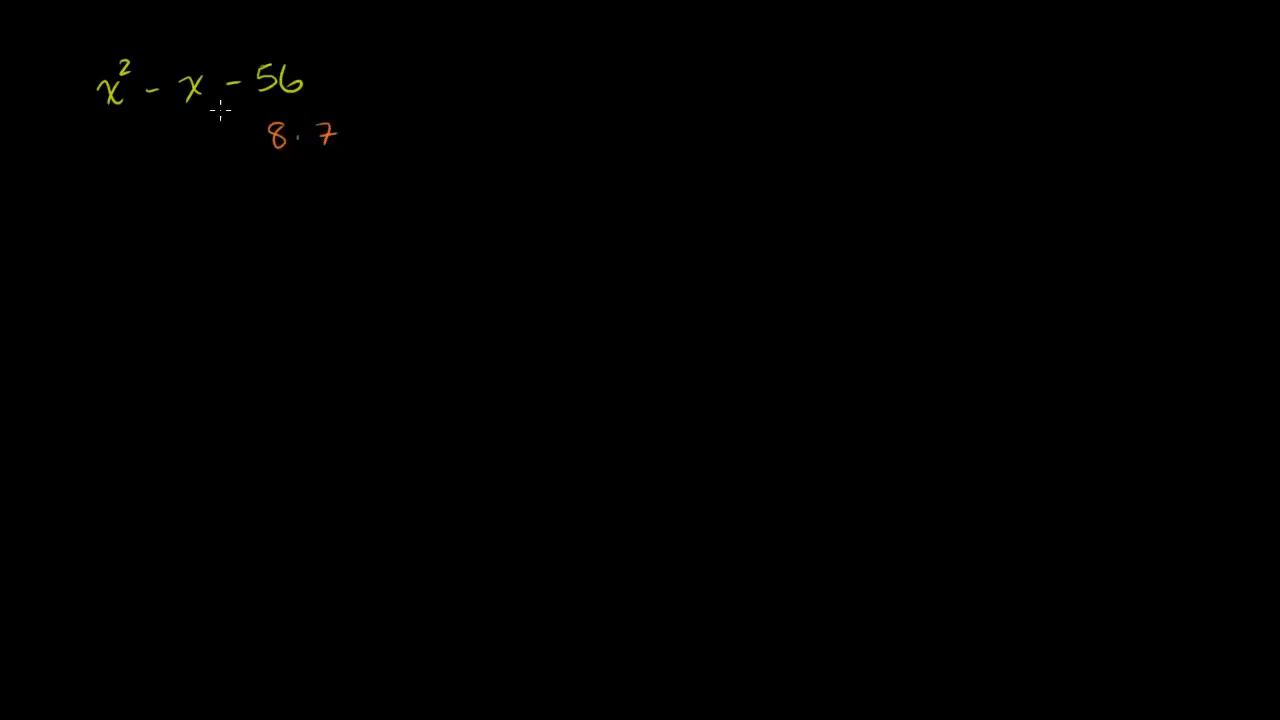 x² - x - 56
8 · 7